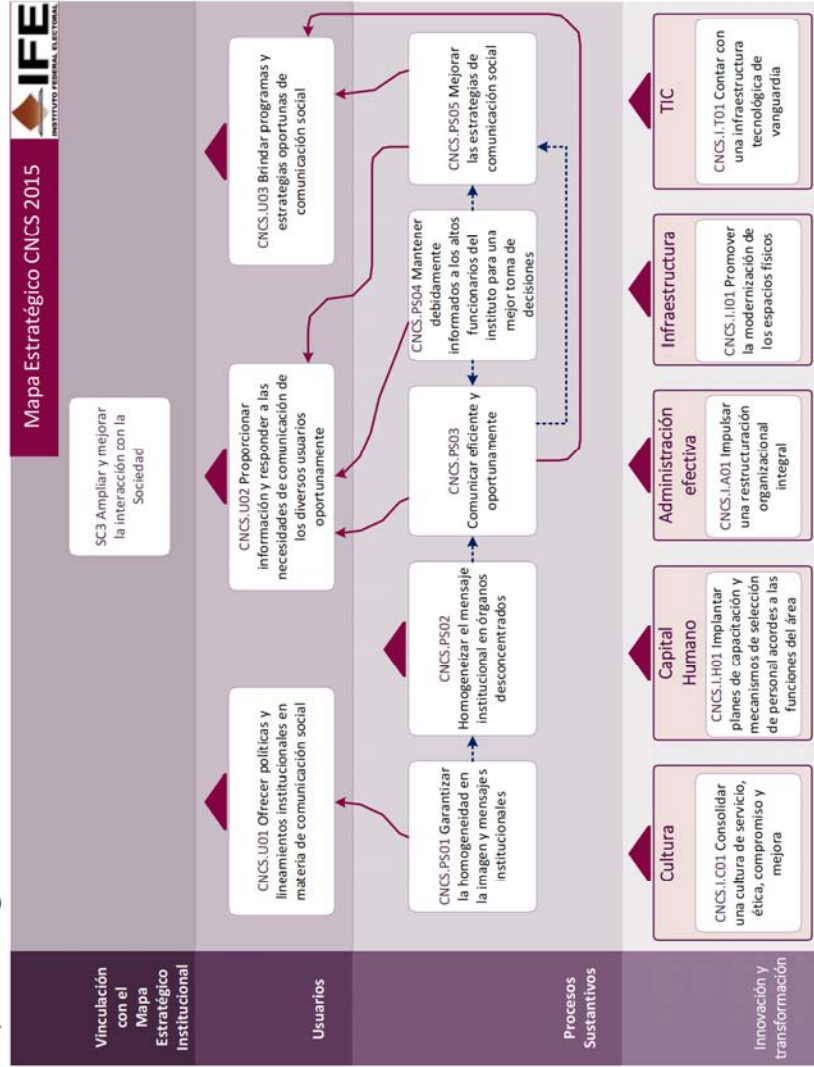 Mapa Estratégico CNCS 2015
IFE
INSTITUTO FEDERAL ELECTORAL
Vinculación
con el
Mapa
Estratégico
Institucional
SC3 Ampliar y mejorar
la interacción con la
Sociedad
Usuarios
CNCS.U01 Ofrecer políticas y
lineamientos institucionales en
materia de comunicación social
CNCS.U02 Proporcionar
información y responder a las
necesidades de comunicación de
los diversos usuarios
oportunamente
CNCS.U03 Brindar programas y
estrategias oportunas de
comunicación social
Procesos
Sustantivos
CNCS.PS01 Garantizar
la homogeneidad en
la imagen y mensajes
institucionales
CNCS.PS02
Homogeneizar el mensaje
institucional en órganos
desconcentrados
CNCS.PS03
Comunicar eficiente y
oportunamente
CNCS.PS04 Mantener
debidamente
informados a los altos
funcionarios del
instituto para una
mejor toma de
decisiones
CNCS.PS05 Mejorar
las estrategias de
comunicación social
Innovación y
transformación
Cultura
CNCS.I.C01 Consolidar
una cultura de servicio,
ética, compromiso y
mejora
Capital
Humano
CNCS.I.H01 Implantar
planes de capacitación y
mecanismos de selección
de personal acordes a las
funciones del área
Administración
efectiva
CNCS.I.A01 Impulsar
una restructuración
organizacional
integral
Infraestructura
CNCS.I.I01 Promover
la modernización de
los espacios físicos
TIC
CNCS.I.T01 Contar con
una infraestructura
tecnológica de
vanguardia